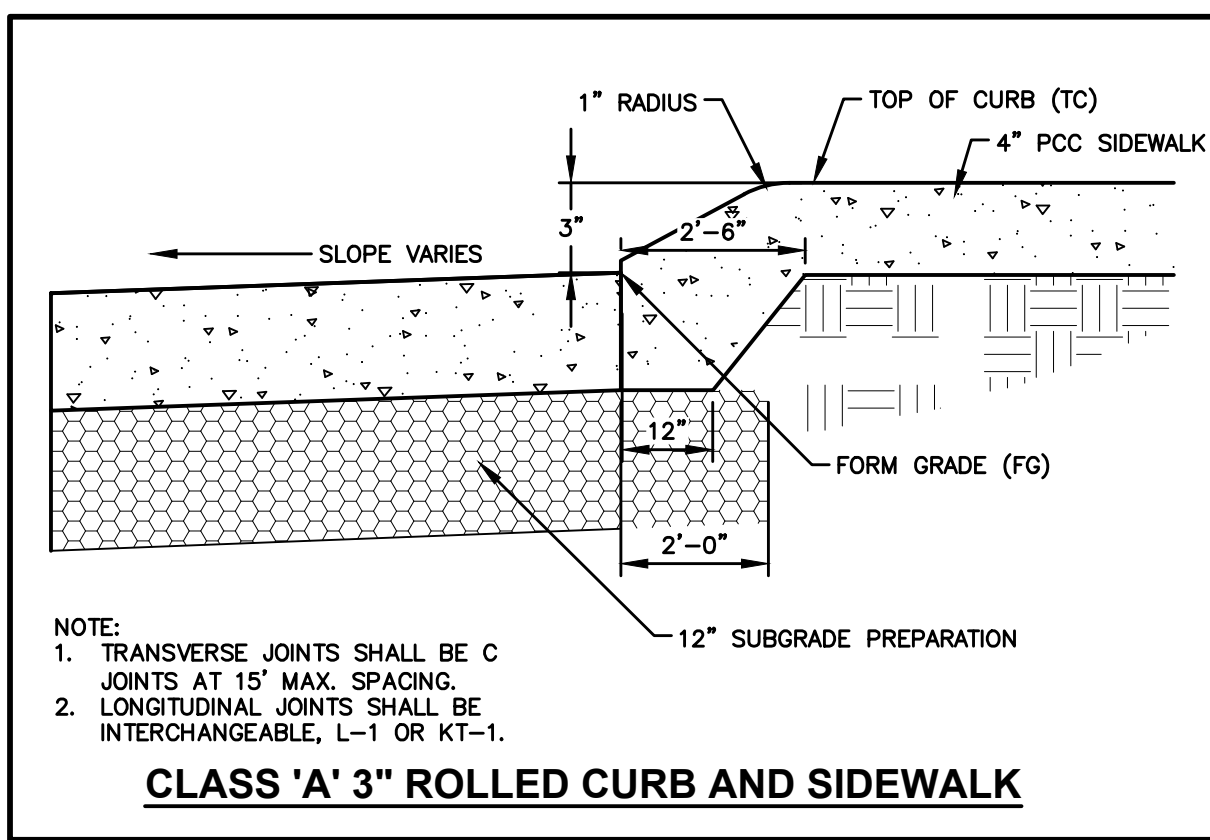 1" RADIUS
TOP OF CURB (TC)
4" PCC SIDEWALK
3"
2'-6"
SLOPE VARIES
12"
FORM GRADE (FG)
2'-0"
12" SUBGRADE PREPARATION
NOTE:
1. TRANSVERSE JOINTS SHALL BE C
JOINTS AT 15' MAX. SPACING.
2. LONGITUDINAL JOINTS SHALL BE
INTERCHANGEABLE, L-1 OR KT-1.
CLASS 'A' 3" ROLLED CURB AND SIDEWALK